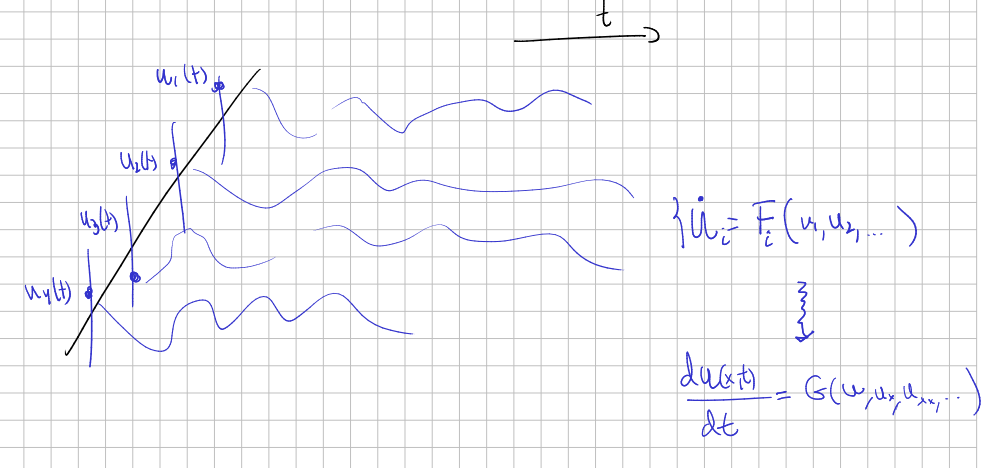 t
u₁(t)
u₂(t)
u₃(t)
u₄(t)
{ u̇ᵢ = Fᵢ(u₁, u₂, ... )
du(x,t)/dt = G(u, uₓ, uₓₓ, ... )